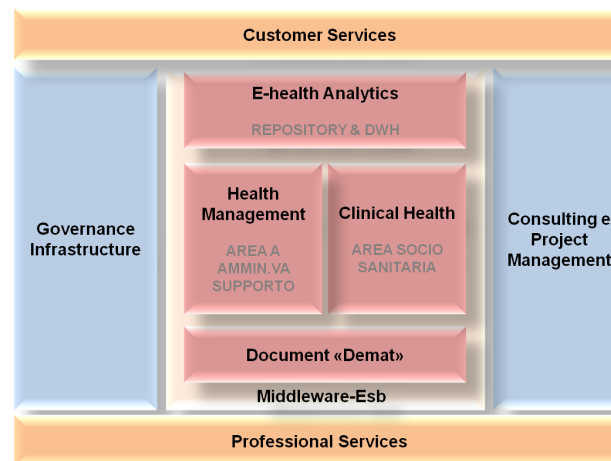 Customer Services
E-health Analytics
REPOSITORY & DWH
Governance
Infrastructure
Health
Management
AREA A
AMMIN.VA
SUPPORTO
Clinical Health
AREA SOCIO
SANITARIA
Consulting e
Project
Management
Document «Demat»
Middleware-Esb
Professional Services